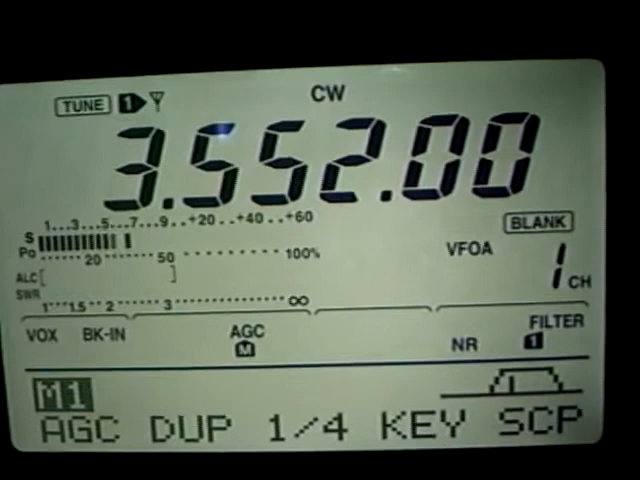 TUNE 1 CW
3.552.00
S 1...3...5...7...9..+20..+40..+60
BLANK
Po 20 50 100%
VFOA 1 CH
ALC
SWR 1 1.5 2 3 ∞
VOX BK-IN AGC M NR FILTER 1
M1
AGC DUP 1/4 KEY SCP